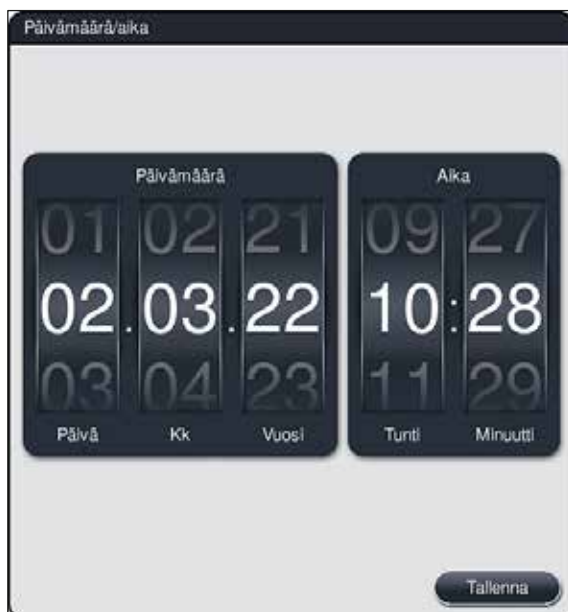 Päivämäärä/aika
Päivämäärä
01 02 21
02.03.22
03 04 23
Päivä Kk Vuosi
Aika
09 27
10:28
11 29
Tunti Minuutti
Tallenna